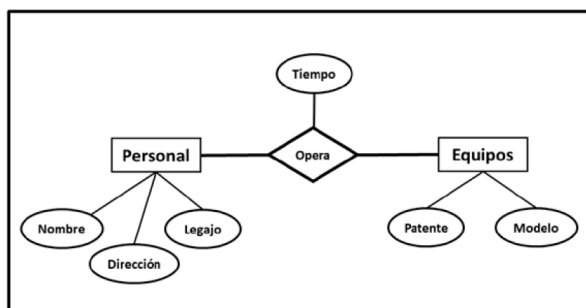 Tiempo
Personal
Opera
Equipos
Nombre
Dirección
Legajo
Patente
Modelo